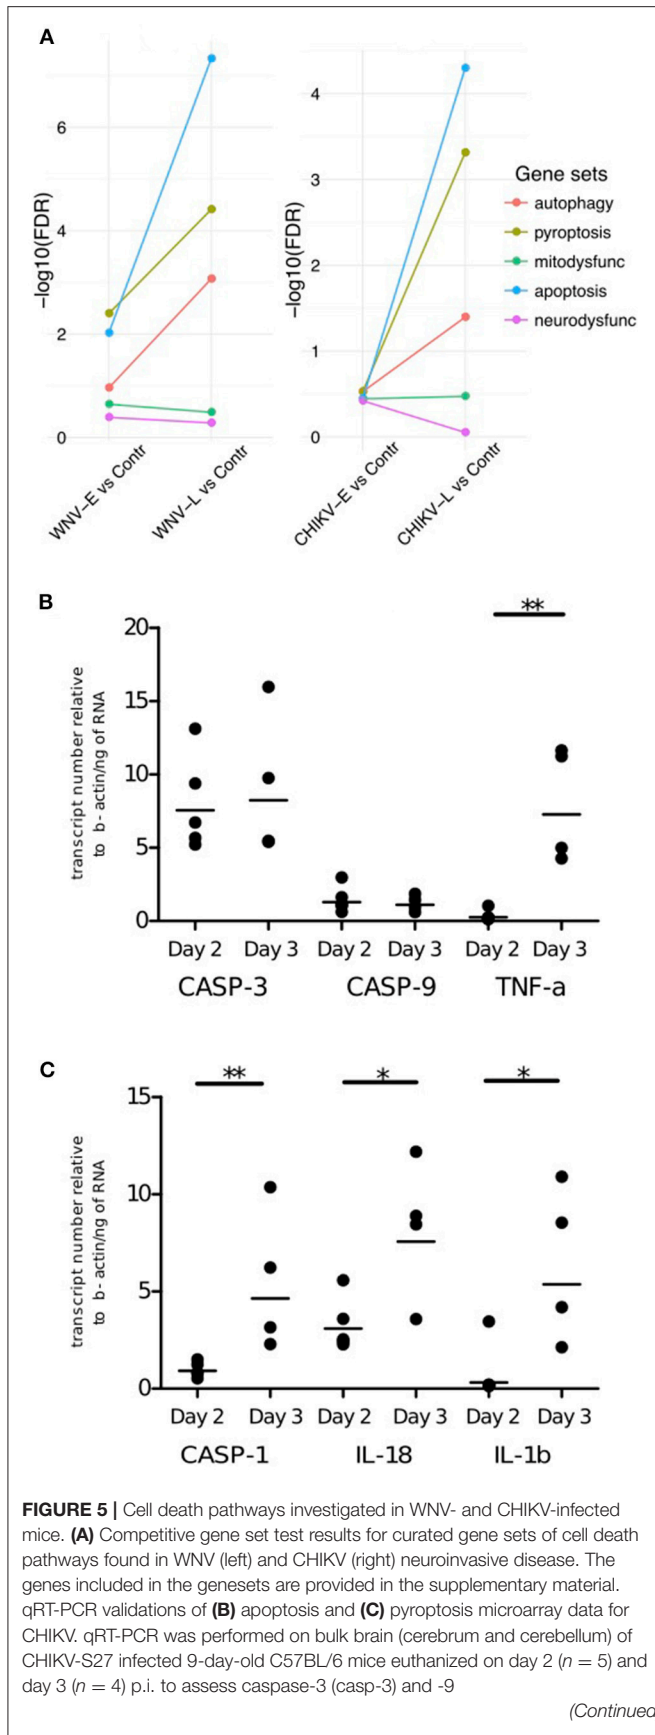 A
6
4
2
0
−log10(FDR)
WNV−E vs Contr
WNV−L vs Contr
4
3
2
1
0
−log10(FDR)
CHIKV−E vs Contr
CHIKV−L vs Contr
Gene sets
autophagy
pyroptosis
mitodysfunc
apoptosis
neurodysfunc
B
transcript number relative
to b-actin/ng of RNA
20
15
10
5
0
**
Day 2 Day 3 Day 2 Day 3 Day 2 Day 3
CASP-3 CASP-9 TNF-a
C
transcript number relative
to b-actin/ng of RNA
15
10
5
0
** * *
Day 2 Day 3 Day 2 Day 3 Day 2 Day 3
CASP-1 IL-18 IL-1b
FIGURE 5 | Cell death pathways investigated in WNV- and CHIKV-infected
mice. (A) Competitive gene set test results for curated gene sets of cell death
pathways found in WNV (left) and CHIKV (right) neuroinvasive disease. The
genes included in the genesets are provided in the supplementary material.
qRT-PCR validations of (B) apoptosis and (C) pyroptosis microarray data for
CHIKV. qRT-PCR was performed on bulk brain (cerebrum and cerebellum) of
CHIKV-S27 infected 9-day-old C57BL/6 mice euthanized on day 2 (n = 5) and
day 3 (n = 4) p.i. to assess caspase-3 (casp-3) and -9
(Continued